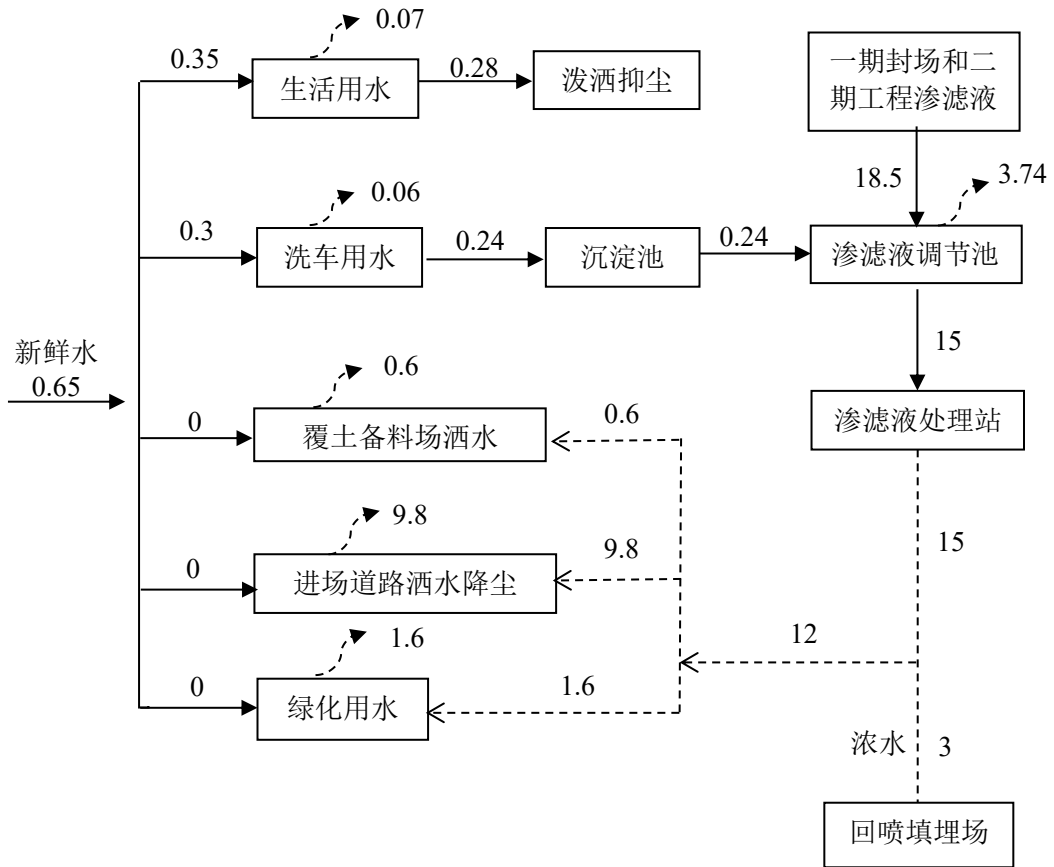 0.07
0.35
生活用水
0.28
泼洒抑尘
一期封场和二
期工程渗滤液
18.5
3.74
0.06
0.3
洗车用水
0.24
沉淀池
0.24
渗滤液调节池
15
新鲜水
0.65
0.6
0
覆土备料场洒水
0.6
渗滤液处理站
9.8
0
进场道路洒水降尘
9.8
15
12
1.6
0
绿化用水
1.6
浓水
3
回喷填埋场